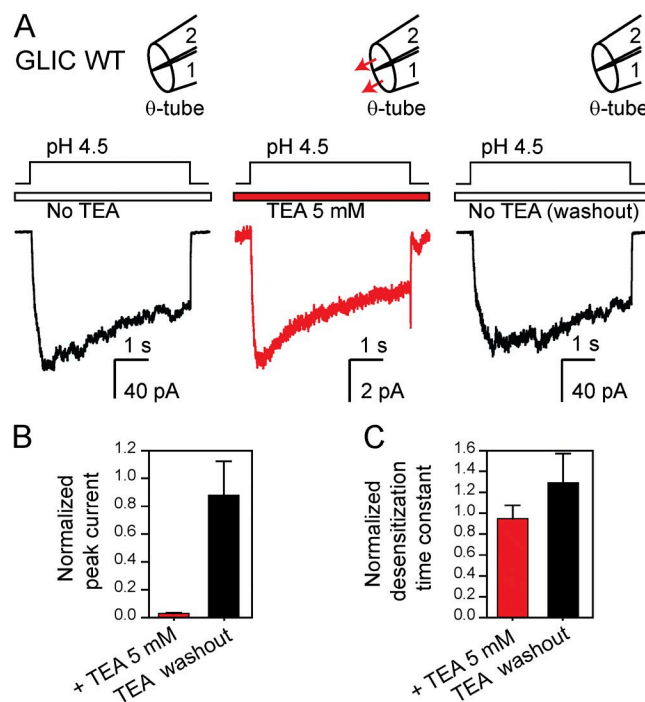 A
GLIC WT
2
1
θ-tube
2
1
θ-tube
2
1
θ-tube
pH 4.5
pH 4.5
pH 4.5
No TEA
TEA 5 mM
No TEA (washout)
1 s
40 pA
1 s
2 pA
1 s
40 pA
B
Normalized
peak current
1.2
1.0
0.8
0.6
0.4
0.2
0.0
+ TEA 5 mM
TEA washout
C
Normalized
desensitization
time constant
1.6
1.4
1.2
1.0
0.8
0.6
0.4
0.2
0.0
+ TEA 5 mM
TEA washout